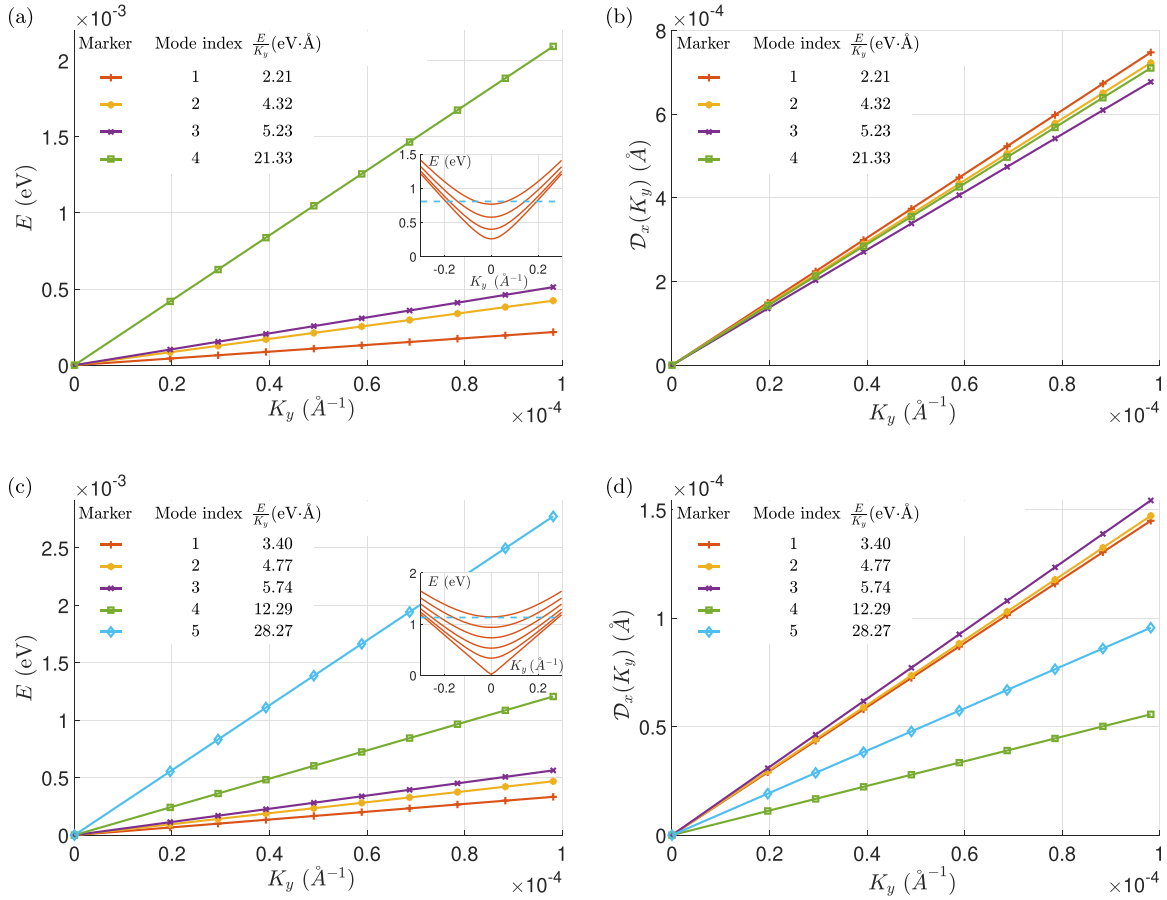 (a)
×10⁻³
Marker Mode index E/K_y (eV·Å)
1 2.21
2 4.32
3 5.23
4 21.33
2
1.5
1
0.5
0
E (eV)
1.5
1
0.5
0
E (eV)
-0.2 0 0.2
K_y (Å⁻¹)
0 0.2 0.4 0.6 0.8 1
K_y (Å⁻¹)
×10⁻⁴
(b)
×10⁻⁴
Marker Mode index E/K_y (eV·Å)
1 2.21
2 4.32
3 5.23
4 21.33
8
6
4
2
0
𝒟_x(K_y) (Å)
0 0.2 0.4 0.6 0.8 1
K_y (Å⁻¹)
×10⁻⁴
(c)
×10⁻³
Marker Mode index E/K_y (eV·Å)
1 3.40
2 4.77
3 5.74
4 12.29
5 28.27
2.5
2
1.5
1
0.5
0
E (eV)
2
1
0
E (eV)
K_y (Å⁻¹)
-0.2 0 0.2
0 0.2 0.4 0.6 0.8 1
K_y (Å⁻¹)
×10⁻⁴
(d)
×10⁻⁴
Marker Mode index E/K_y (eV·Å)
1 3.40
2 4.77
3 5.74
4 12.29
5 28.27
1.5
1
0.5
0
𝒟_x(K_y) (Å)
0 0.2 0.4 0.6 0.8 1
K_y (Å⁻¹)
×10⁻⁴